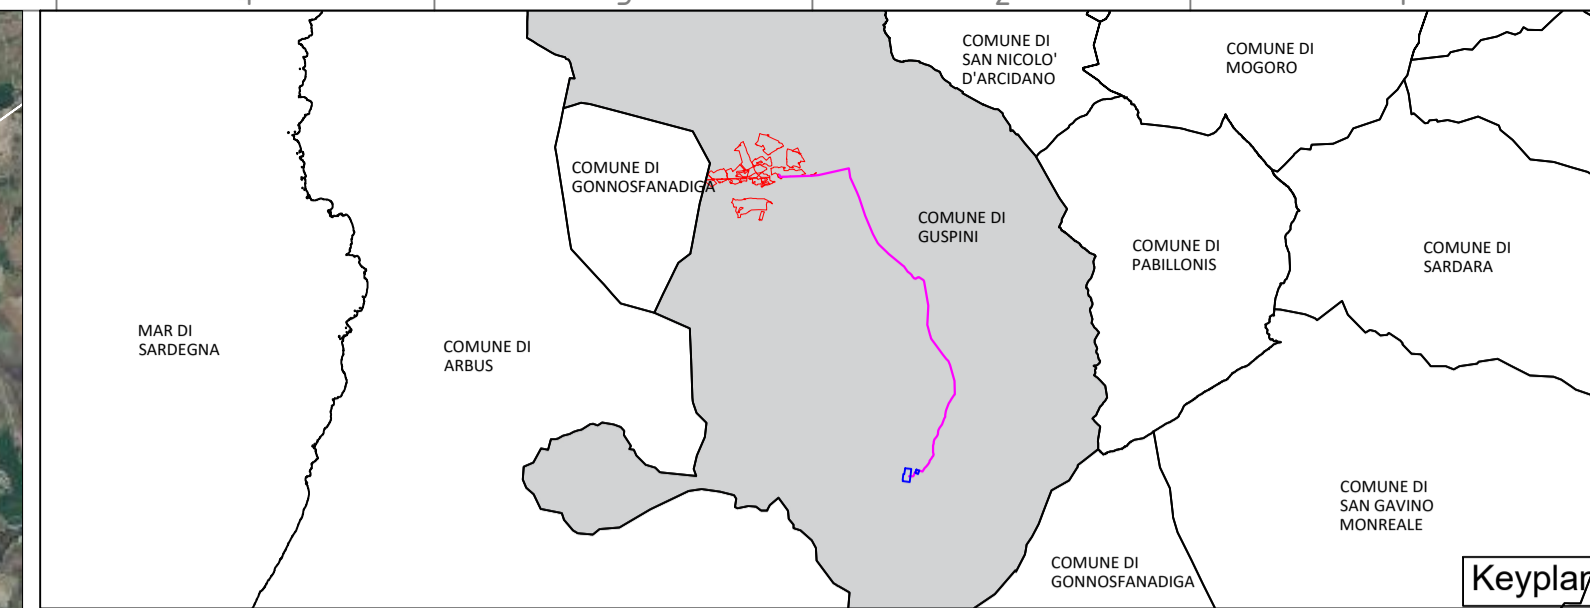 COMUNE DI
SAN NICOLO'
D'ARCIDANO
COMUNE DI
MOGORO
COMUNE DI
GONNOSFANADIGA
COMUNE DI
GUSPINI
COMUNE DI
PABILLONIS
COMUNE DI
SARDARA
MAR DI
SARDEGNA
COMUNE DI
ARBUS
COMUNE DI
SAN GAVINO
MONREALE
COMUNE DI
GONNOSFANADIGA
Keyplan